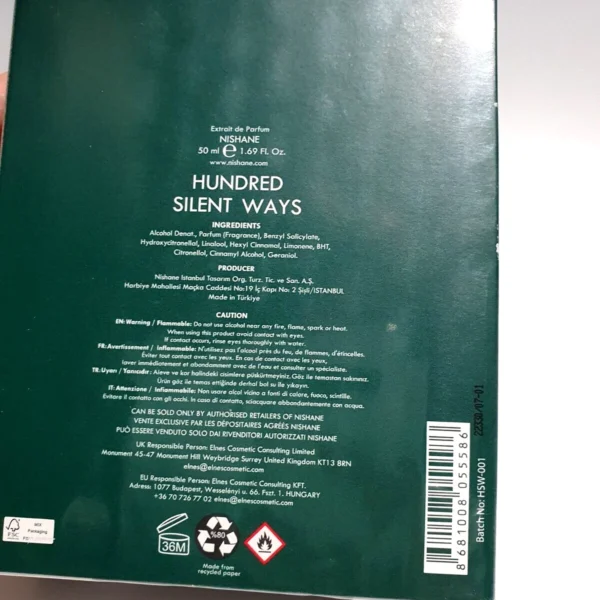 Extrait de Parfum
NISHANE
50 ml ℮ 1.69 Fl. Oz.
www.nishane.com
HUNDRED
SILENT WAYS
INGREDIENTS
Alcohol Denat., Parfum (Fragrance), Benzyl Salicylate,
Hydroxycitronellal, Linalool, Hexyl Cinnamal, Limonene, BHT,
Citronellol, Cinnamyl Alcohol, Geraniol.
PRODUCER
Nishane Istanbul Tasarım Org. Turz. Tic. ve San. A.Ş.
Harbiye Mahallesi Maçka Caddesi No:19 İç Kapı No: 2 Şişli/ISTANBUL
Made in Türkiye
CAUTION
EN: Warning / Flammable: Do not use alcohol near any fire, flame, spark or heat.
When using this product avoid contact with eyes.
If contact occurs, rinse eyes thoroughly with water.
FR: Avertissement / Inflammable: N'utilisez pas l'alcool près du feu, de flammes, d'étincelles.
Éviter tout contact avec les yeux. En cas de contact avec les yeux,
laver immédiatement et abondamment avec de l'eau et consulter un spécialiste.
TR: Uyarı / Yanıcıdır: Aleve ve kor halindeki cisimlere püskürtmeyiniz. Göz ile temastan sakınınız.
Ürün göz ile temas ettiğinde derhal bol su ile yıkayın.
IT: Attenzione / Infiammabile: Non usare alcol vicino a fonti di calore, fuoco, scintille.
Evitare il contatto con gli occhi. In caso di contatto, sciacquare abbondantemente con acqua.
CAN BE SOLD ONLY BY AUTHORISED RETAILERS OF NISHANE
VENTE EXCLUSIVE PAR LES DÉPOSITAIRES AGRÉÉS NISHANE
PUÒ ESSERE VENDUTO SOLO DAI RIVENDITORI AUTORIZZATI NISHANE
UK Responsible Person: Elnes Cosmetic Consulting Limited
Monument 45-47 Monument Hill Weybridge Surrey United Kingdom KT13 8RN
elnes@elnescosmetic.com
EU Responsible Person: Elnes Cosmetic Consulting KFT.
Adress: 1077 Budapest, Wesselényi u. 66. Fszt. 1. HUNGARY
+36 70 726 77 02 elnes@elnescosmetic.com
FSC
MIX
Packaging
36M
%80
Made from
recycled paper
8 681008 055586
Batch No: HSW-001